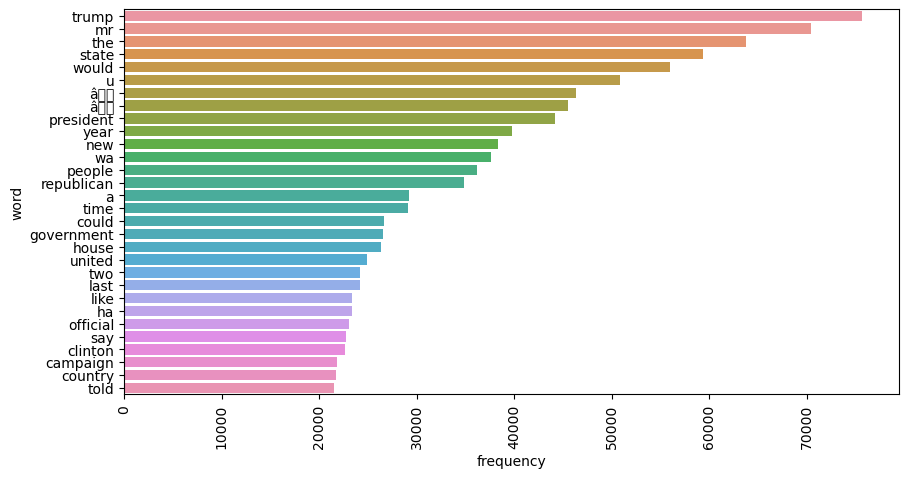 word
trump
mr
the
state
would
u
â
â
president
year
new
wa
people
republican
a
time
could
government
house
united
two
last
like
ha
official
say
clinton
campaign
country
told
0
10000
20000
30000
40000
50000
60000
70000
frequency